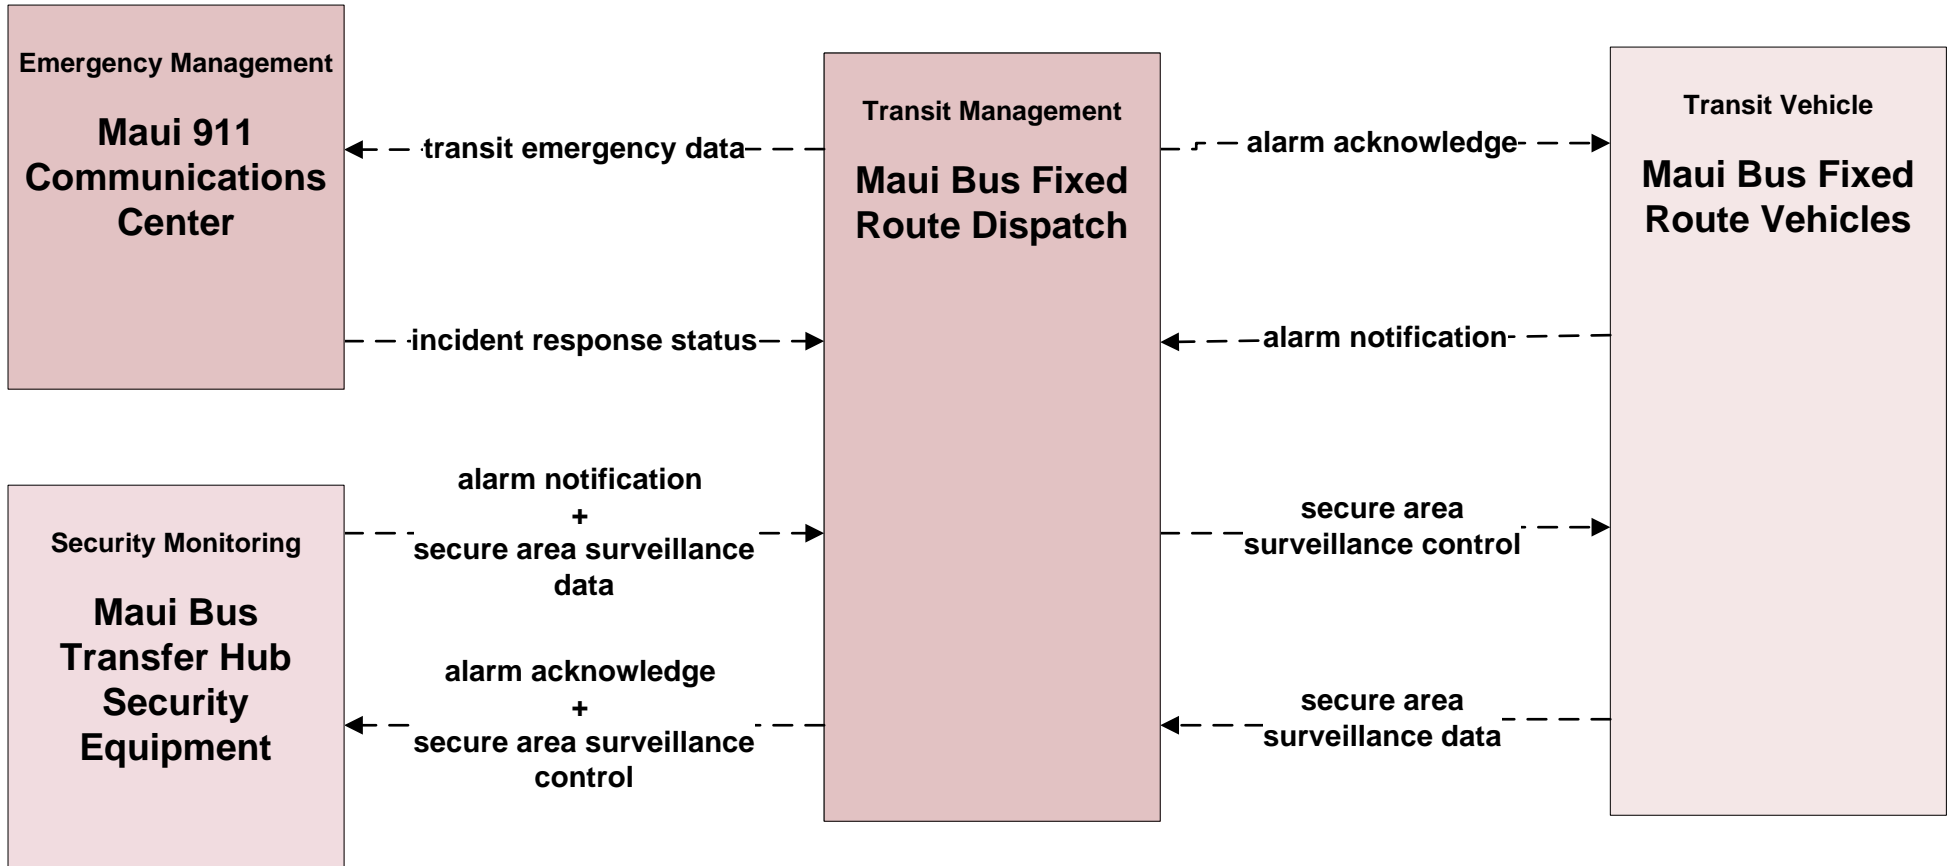 Emergency Management
Maui 911
Communications
Center
transit emergency data
incident response status
Security Monitoring
Maui Bus
Transfer Hub
Security
Equipment
alarm notification
+
secure area surveillance
data
alarm acknowledge
+
secure area surveillance
control
Transit Management
Maui Bus Fixed
Route Dispatch
alarm acknowledge
alarm notification
secure area
surveillance control
secure area
surveillance data
Transit Vehicle
Maui Bus Fixed
Route Vehicles